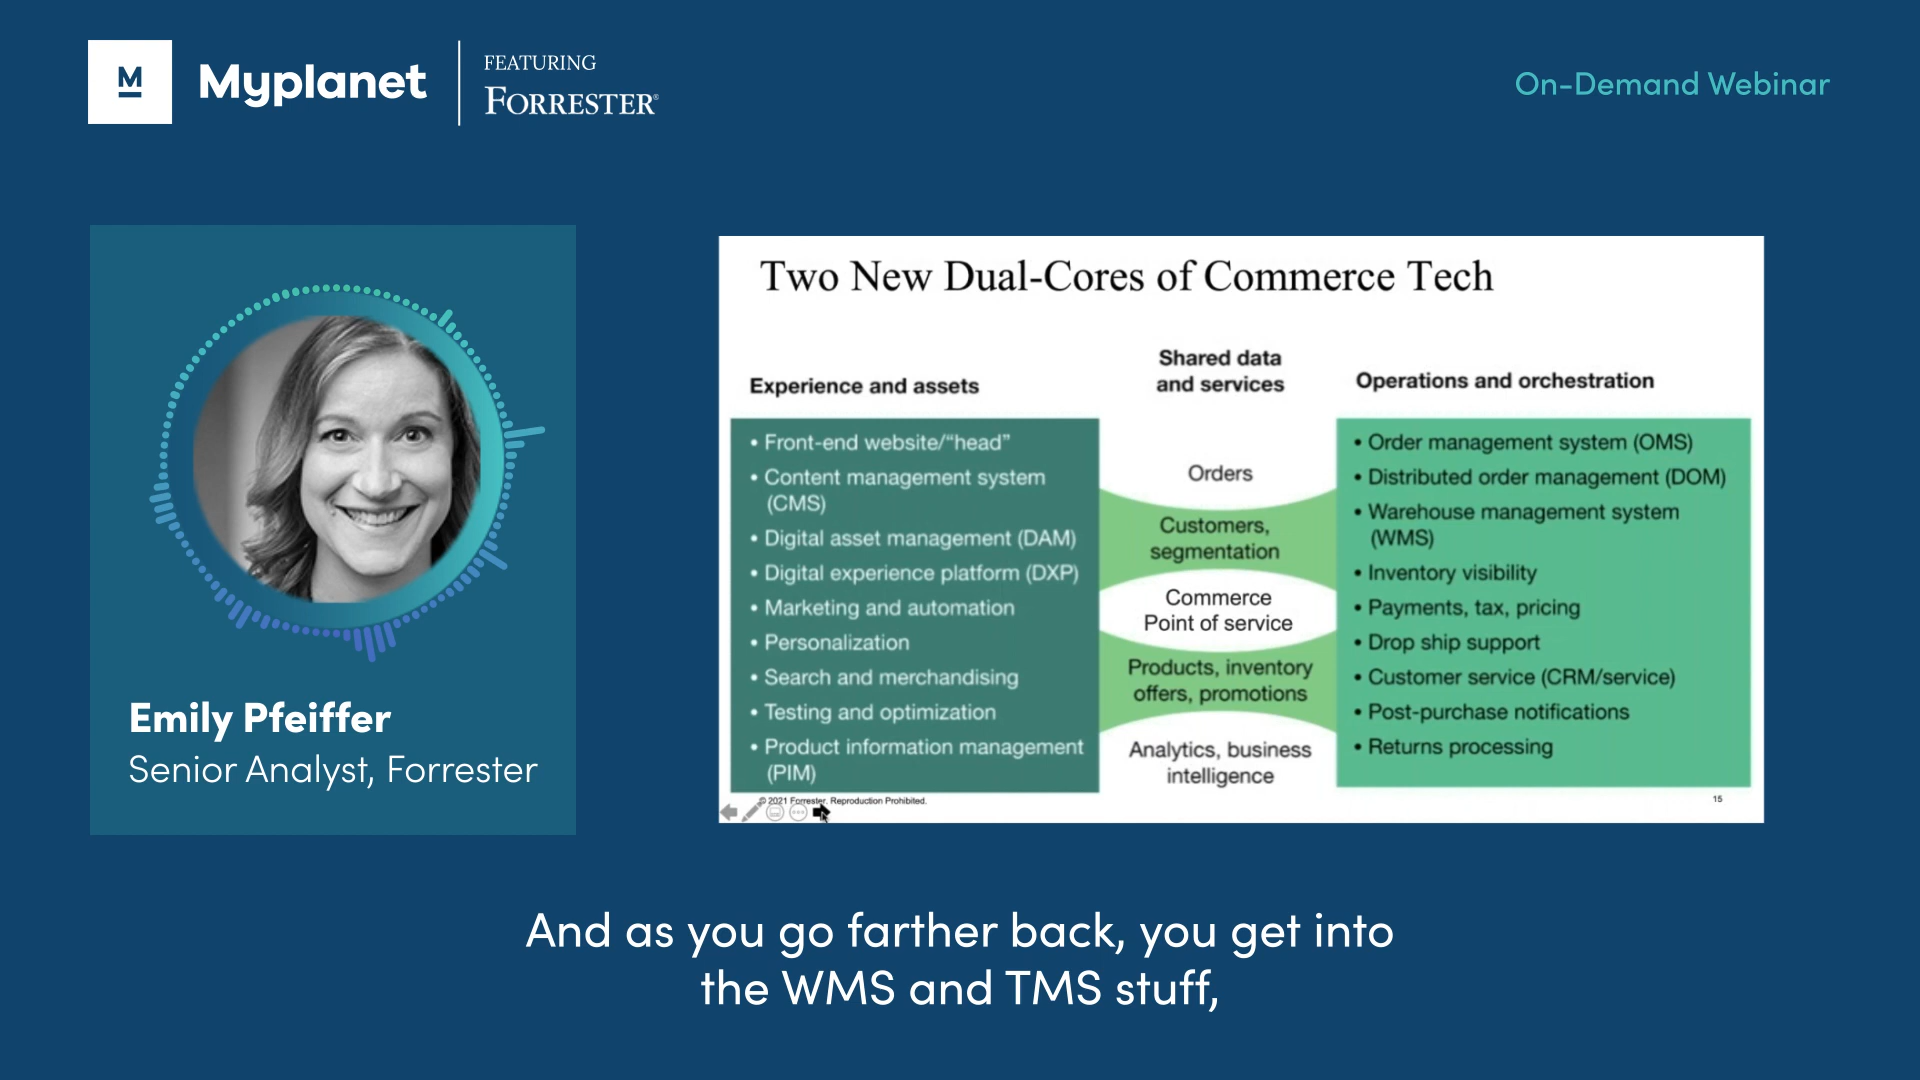 M
Myplanet
FEATURING
FORRESTER®
On-Demand Webinar
Emily Pfeiffer
Senior Analyst, Forrester
Two New Dual-Cores of Commerce Tech
Experience and assets
• Front-end website/“head”
• Content management system
(CMS)
• Digital asset management (DAM)
• Digital experience platform (DXP)
• Marketing and automation
• Personalization
• Search and merchandising
• Testing and optimization
• Product information management
(PIM)
Shared data
and services
Orders
Customers,
segmentation
Commerce
Point of service
Products, inventory
offers, promotions
Analytics, business
intelligence
Operations and orchestration
• Order management system (OMS)
• Distributed order management (DOM)
• Warehouse management system
(WMS)
• Inventory visibility
• Payments, tax, pricing
• Drop ship support
• Customer service (CRM/service)
• Post-purchase notifications
• Returns processing
© 2021 Forrester. Reproduction Prohibited.
15
And as you go farther back, you get into
the WMS and TMS stuff,